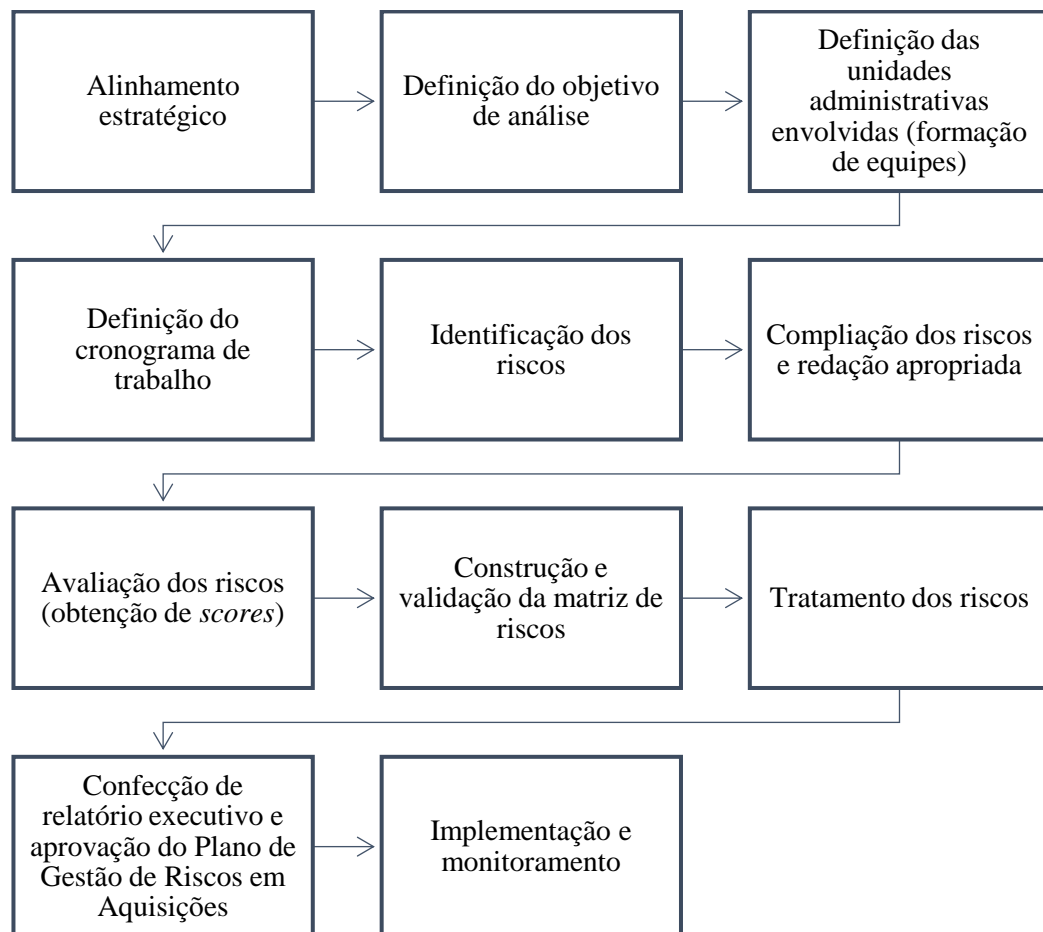 Alinhamento
estratégico
Definição do objetivo
de análise
Definição das
unidades
administrativas
envolvidas (formação
de equipes)
Definição do
cronograma de
trabalho
Identificação dos
riscos
Compliação dos riscos
e redação apropriada
Avaliação dos riscos
(obtenção de scores)
Construção e
validação da matriz de
riscos
Tratamento dos riscos
Confecção de
relatório executivo e
aprovação do Plano de
Gestão de Riscos em
Aquisições
Implementação e
monitoramento